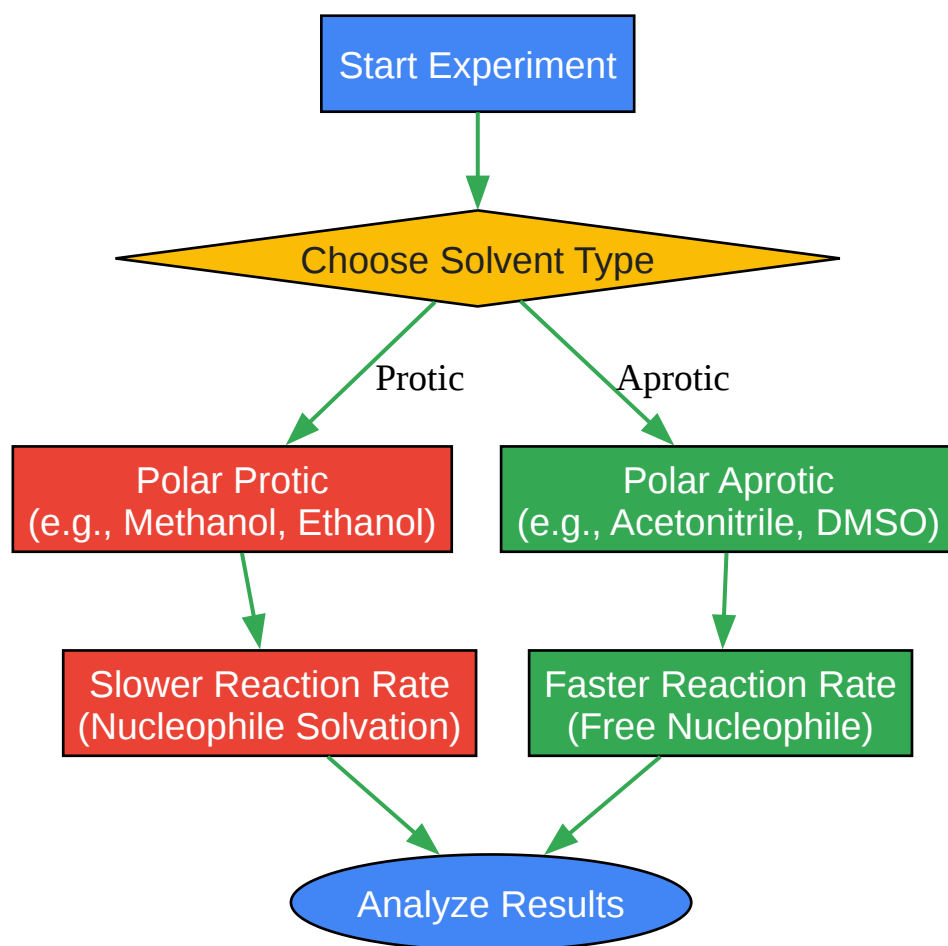 Start Experiment
Choose Solvent Type
Protic
Aprotic
Polar Protic
(e.g., Methanol, Ethanol)
Polar Aprotic
(e.g., Acetonitrile, DMSO)
Slower Reaction Rate
(Nucleophile Solvation)
Faster Reaction Rate
(Free Nucleophile)
Analyze Results